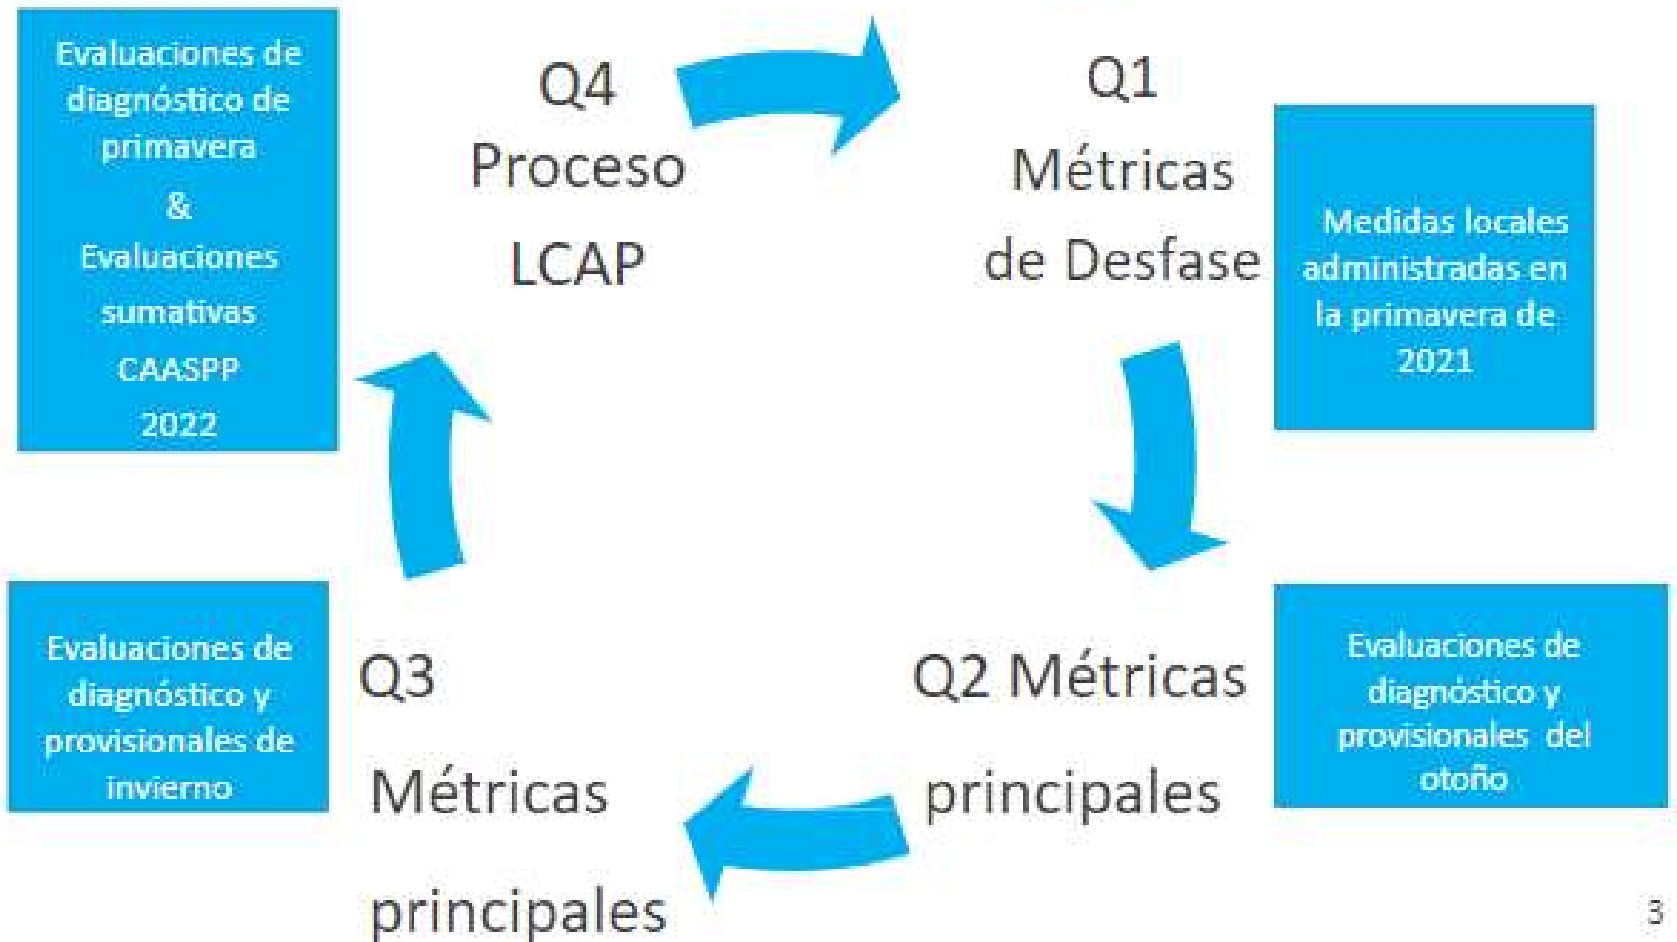 Evaluaciones de
diagnóstico de
primavera
&
Evaluaciones
sumativas
CAASPP
2022
Q4
Proceso
LCAP
Q1
Métricas
de Desfase
Medidas locales
administradas en
la primavera de
2021
Evaluaciones de
diagnóstico y
provisionales de
invierno
Q3
Métricas
principales
Q2 Métricas
principales
Evaluaciones de
diagnóstico y
provisionales del
otoño
3